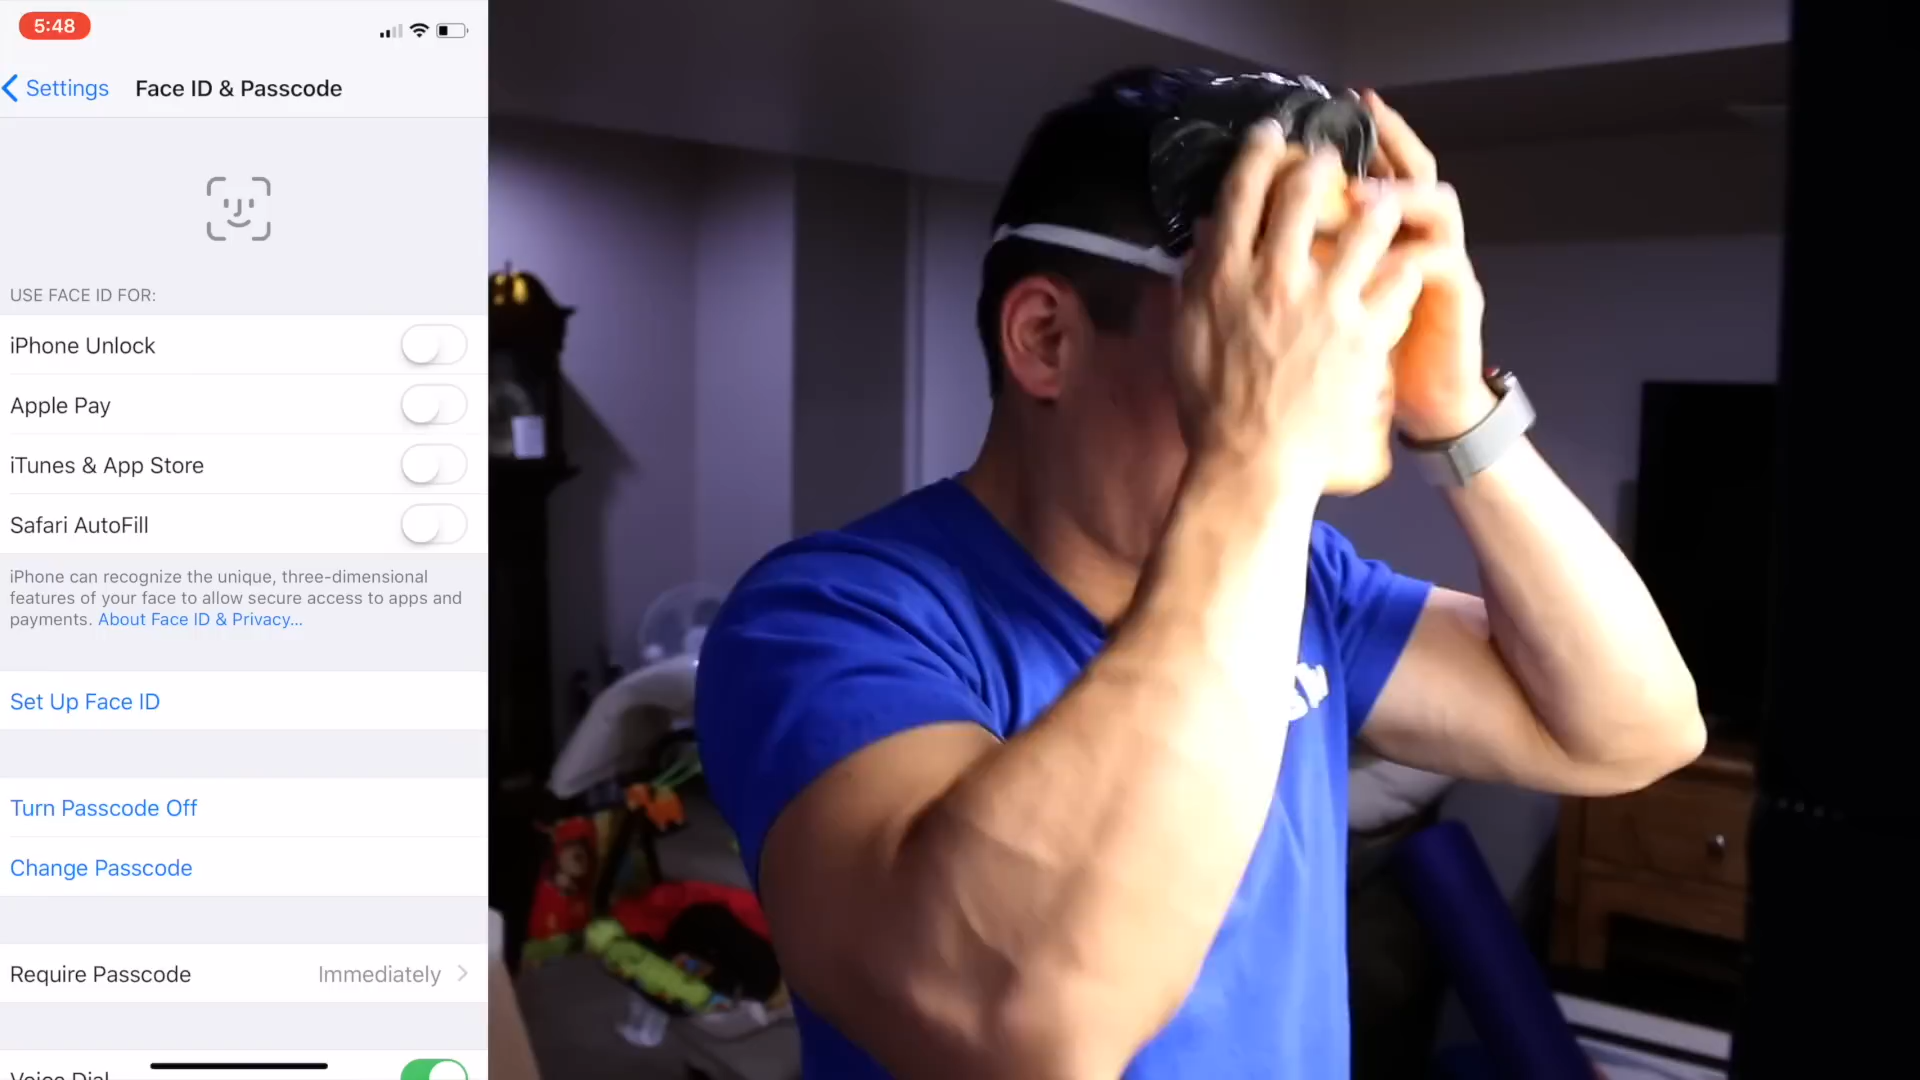 5:48
Settings
Face ID & Passcode
USE FACE ID FOR:
iPhone Unlock
Apple Pay
iTunes & App Store
Safari AutoFill
iPhone can recognize the unique, three-dimensional
features of your face to allow secure access to apps and
payments. About Face ID & Privacy...
Set Up Face ID
Turn Passcode Off
Change Passcode
Require Passcode
Immediately
Voice Dial